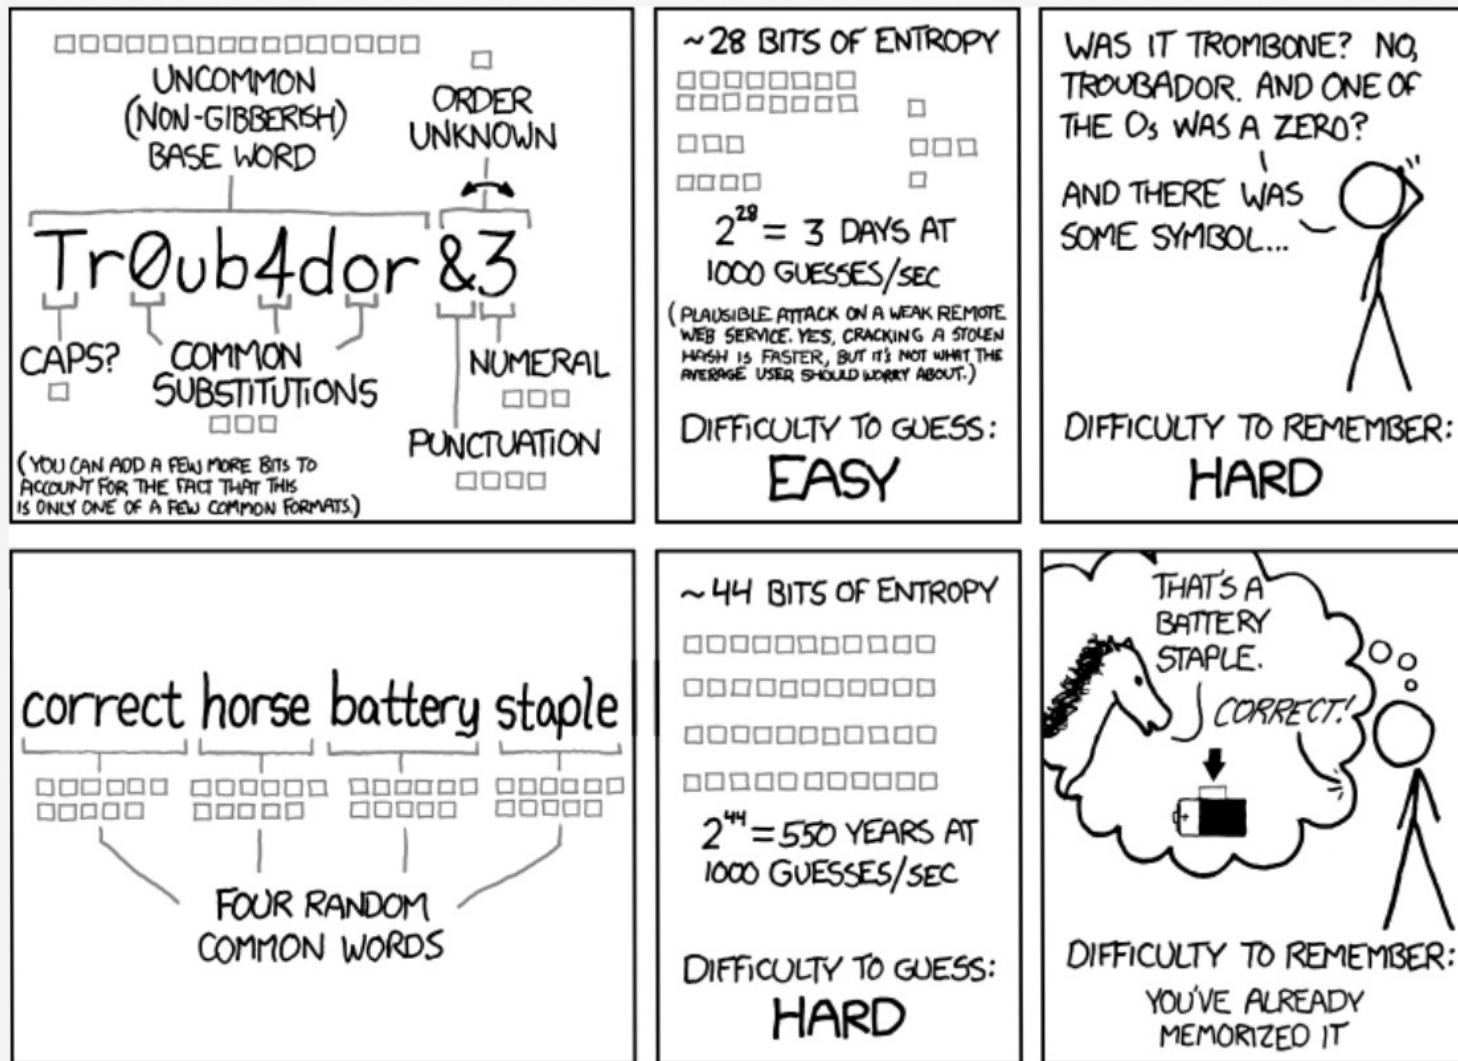 UNCOMMON
(NON-GIBBERISH)
BASE WORD
ORDER
UNKNOWN
Tr0ub4dor &3
CAPS?
COMMON
SUBSTITUTIONS
NUMERAL
PUNCTUATION
(YOU CAN ADD A FEW MORE BITS TO
ACCOUNT FOR THE FACT THAT THIS
IS ONLY ONE OF A FEW COMMON FORMATS.)
~28 BITS OF ENTROPY
2²⁸ = 3 DAYS AT
1000 GUESSES/SEC
(PLAUSIBLE ATTACK ON A WEAK REMOTE
WEB SERVICE. YES, CRACKING A STOLEN
HASH IS FASTER, BUT IT'S NOT WHAT THE
AVERAGE USER SHOULD WORRY ABOUT.)
DIFFICULTY TO GUESS:
EASY
WAS IT TROMBONE? NO,
TROUBADOR. AND ONE OF
THE Os WAS A ZERO?
AND THERE WAS
SOME SYMBOL...
DIFFICULTY TO REMEMBER:
HARD
correct horse battery staple
FOUR RANDOM
COMMON WORDS
~44 BITS OF ENTROPY
2⁴⁴ = 550 YEARS AT
1000 GUESSES/SEC
DIFFICULTY TO GUESS:
HARD
THAT'S A
BATTERY
STAPLE.
CORRECT!
+
DIFFICULTY TO REMEMBER:
YOU'VE ALREADY
MEMORIZED IT